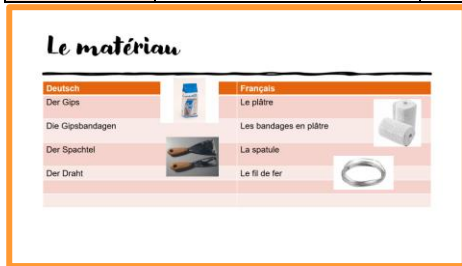 Le matériau
Deutsch Français
Der Gips Le plâtre
Die Gipsbandagen Les bandages en plâtre
Der Spachtel La spatule
Der Draht Le fil de fer